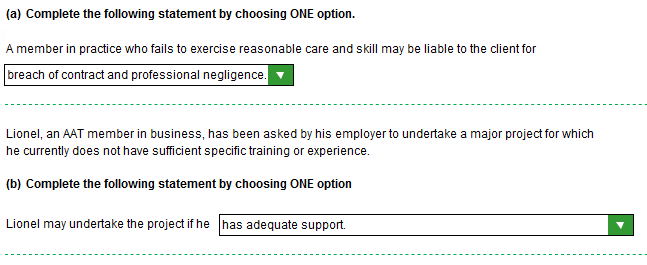 (a) Complete the following statement by choosing ONE option.
A member in practice who fails to exercise reasonable care and skill may be liable to the client for
breach of contract and professional negligence.
Lionel, an AAT member in business, has been asked by his employer to undertake a major project for which
he currently does not have sufficient specific training or experience.
(b) Complete the following statement by choosing ONE option
Lionel may undertake the project if he has adequate support.